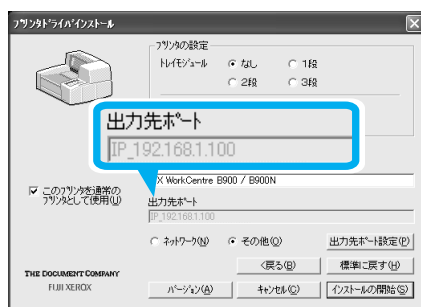 プリンタドライバインストール
プリンタの設定
トレイモジュール
なし
1段
2段
3段
出力先ポート
IP_192.168.1.100
X WorkCentre B900 / B900N
このプリンタを通常の
プリンタとして使用(U)
出力先ポート
IP_192.168.1.100
ネットワーク(N)
その他(O)
出力先ポート設定(P)
THE DOCUMENT COMPANY
FUJI XEROX
<戻る(B)
標準に戻す(H)
バージョン(A)
キャンセル(C)
インストールの開始(S)